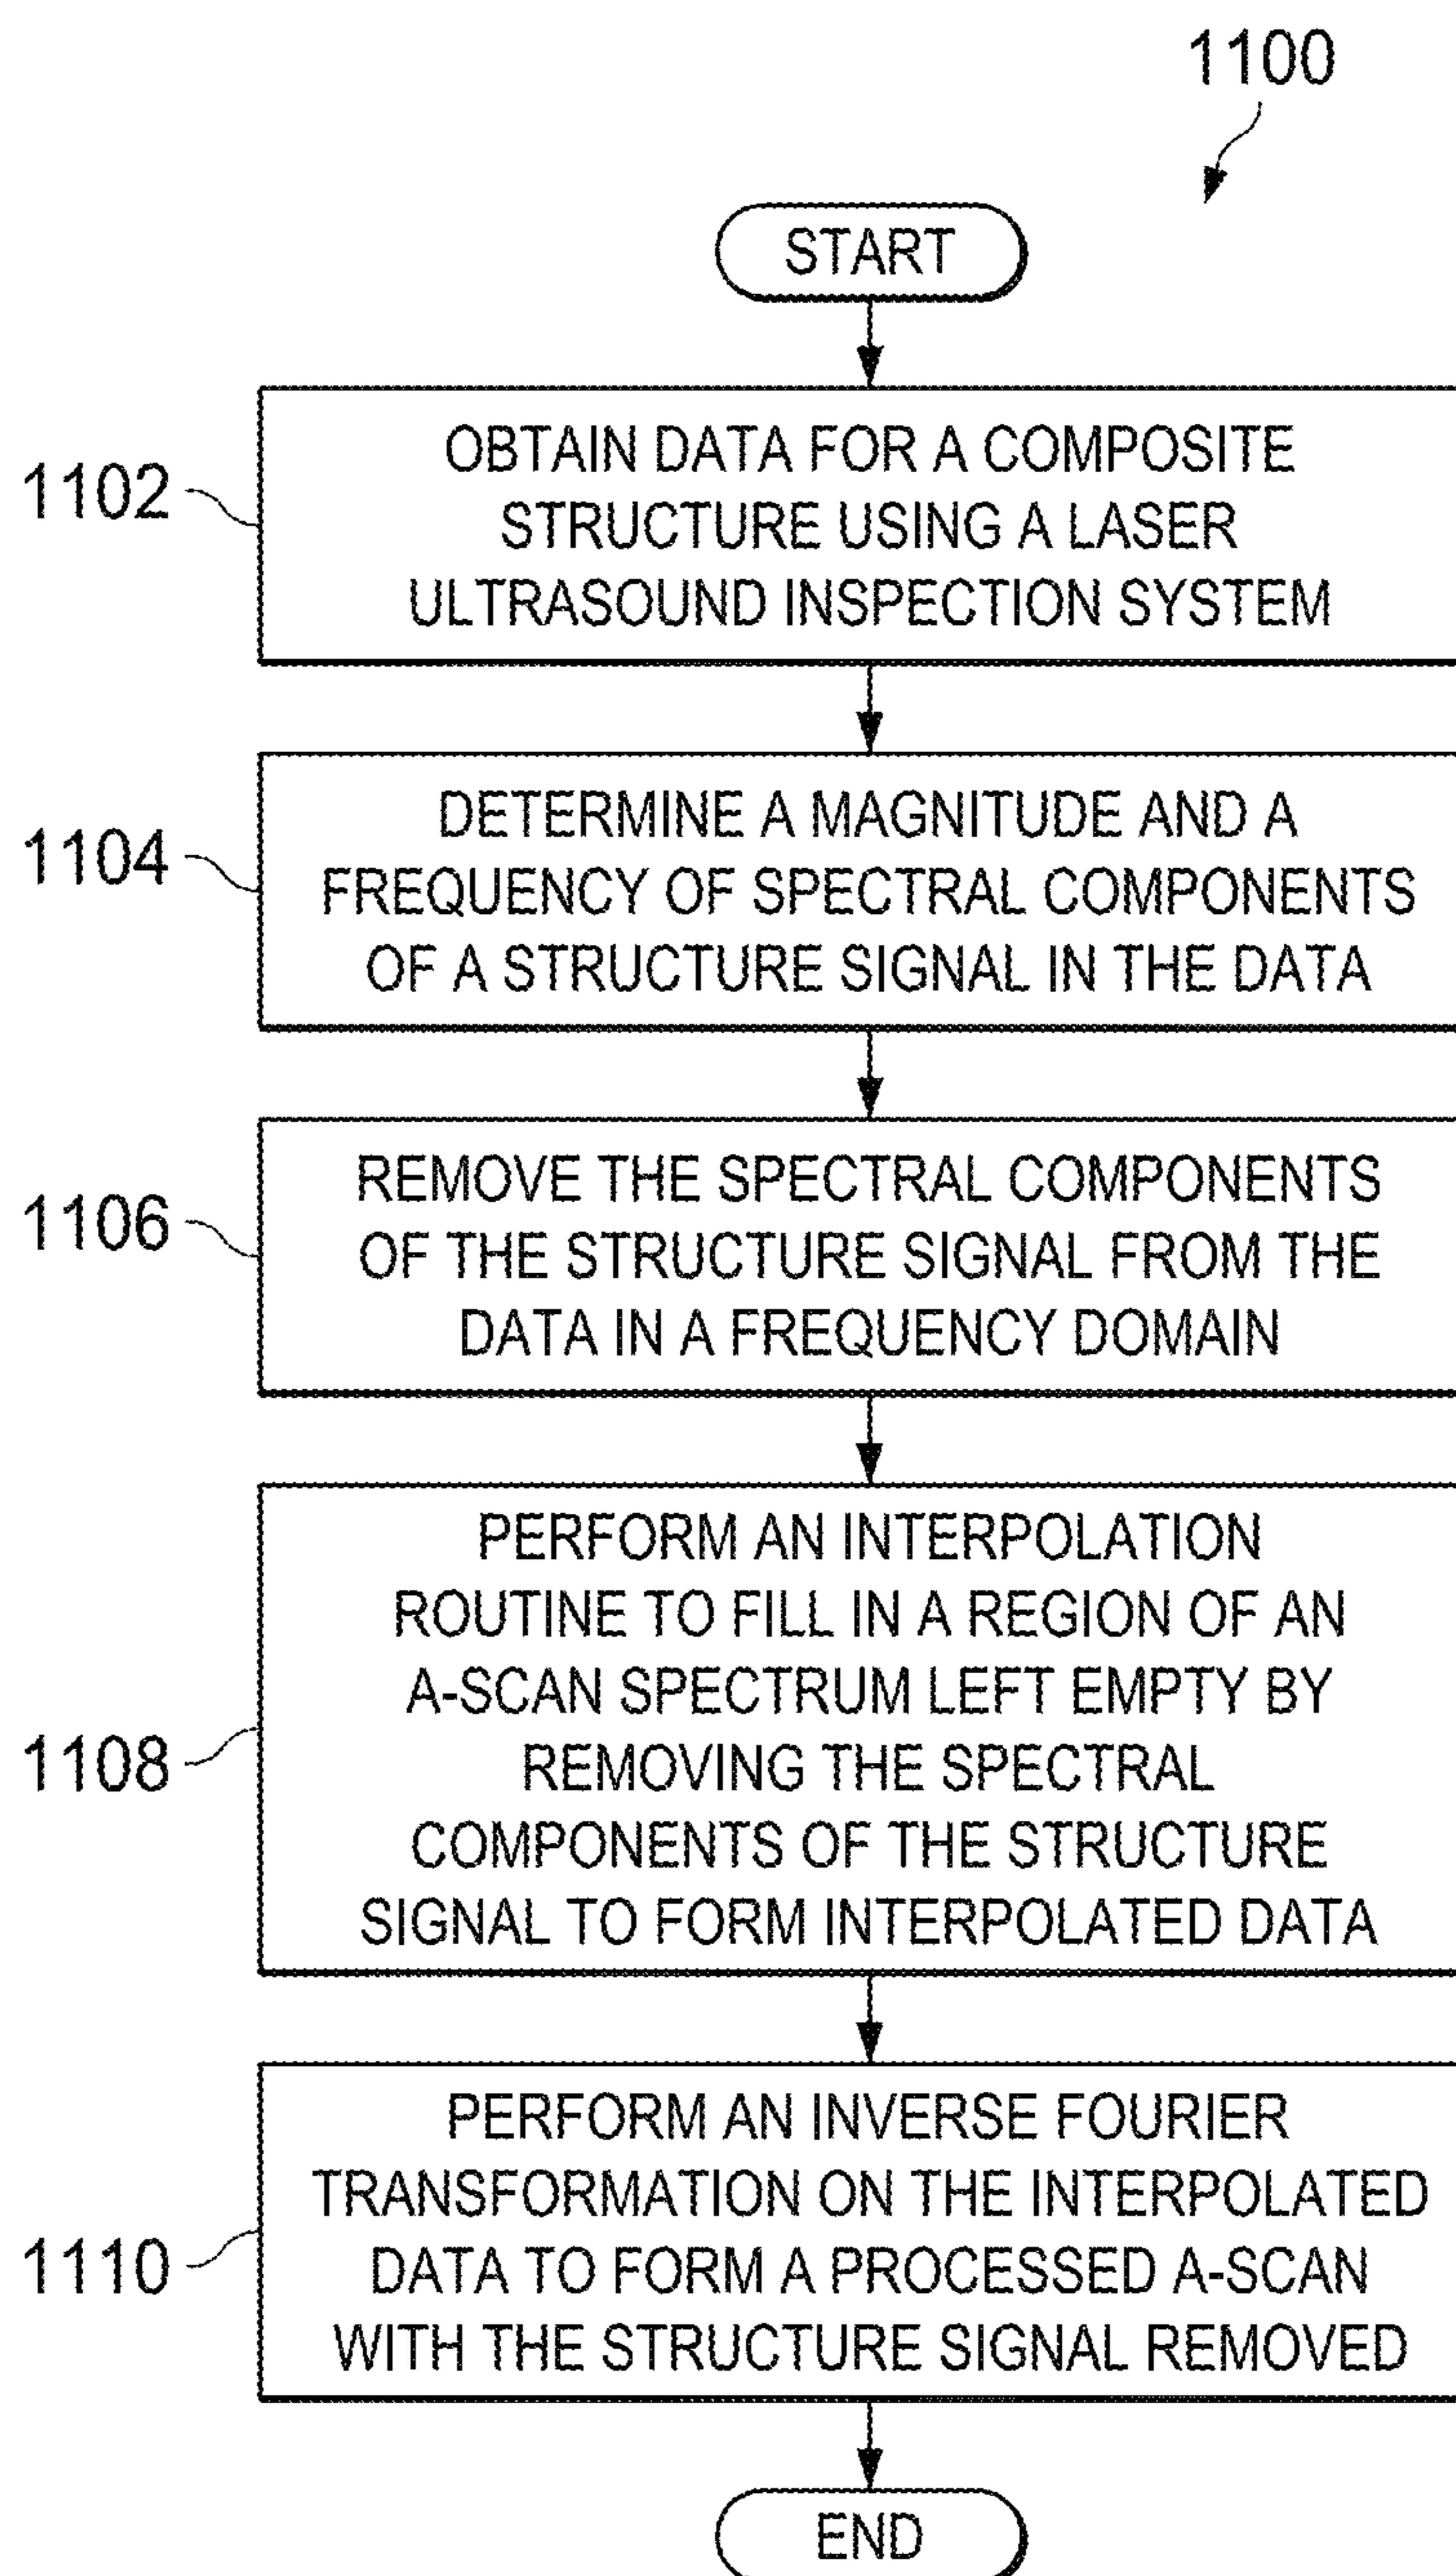 1100
START
1102
OBTAIN DATA FOR A COMPOSITE
STRUCTURE USING A LASER
ULTRASOUND INSPECTION SYSTEM
1104
DETERMINE A MAGNITUDE AND A
FREQUENCY OF SPECTRAL COMPONENTS
OF A STRUCTURE SIGNAL IN THE DATA
1106
REMOVE THE SPECTRAL COMPONENTS
OF THE STRUCTURE SIGNAL FROM THE
DATA IN A FREQUENCY DOMAIN
1108
PERFORM AN INTERPOLATION
ROUTINE TO FILL IN A REGION OF AN
A-SCAN SPECTRUM LEFT EMPTY BY
REMOVING THE SPECTRAL
COMPONENTS OF THE STRUCTURE
SIGNAL TO FORM INTERPOLATED DATA
1110
PERFORM AN INVERSE FOURIER
TRANSFORMATION ON THE INTERPOLATED
DATA TO FORM A PROCESSED A-SCAN
WITH THE STRUCTURE SIGNAL REMOVED
END